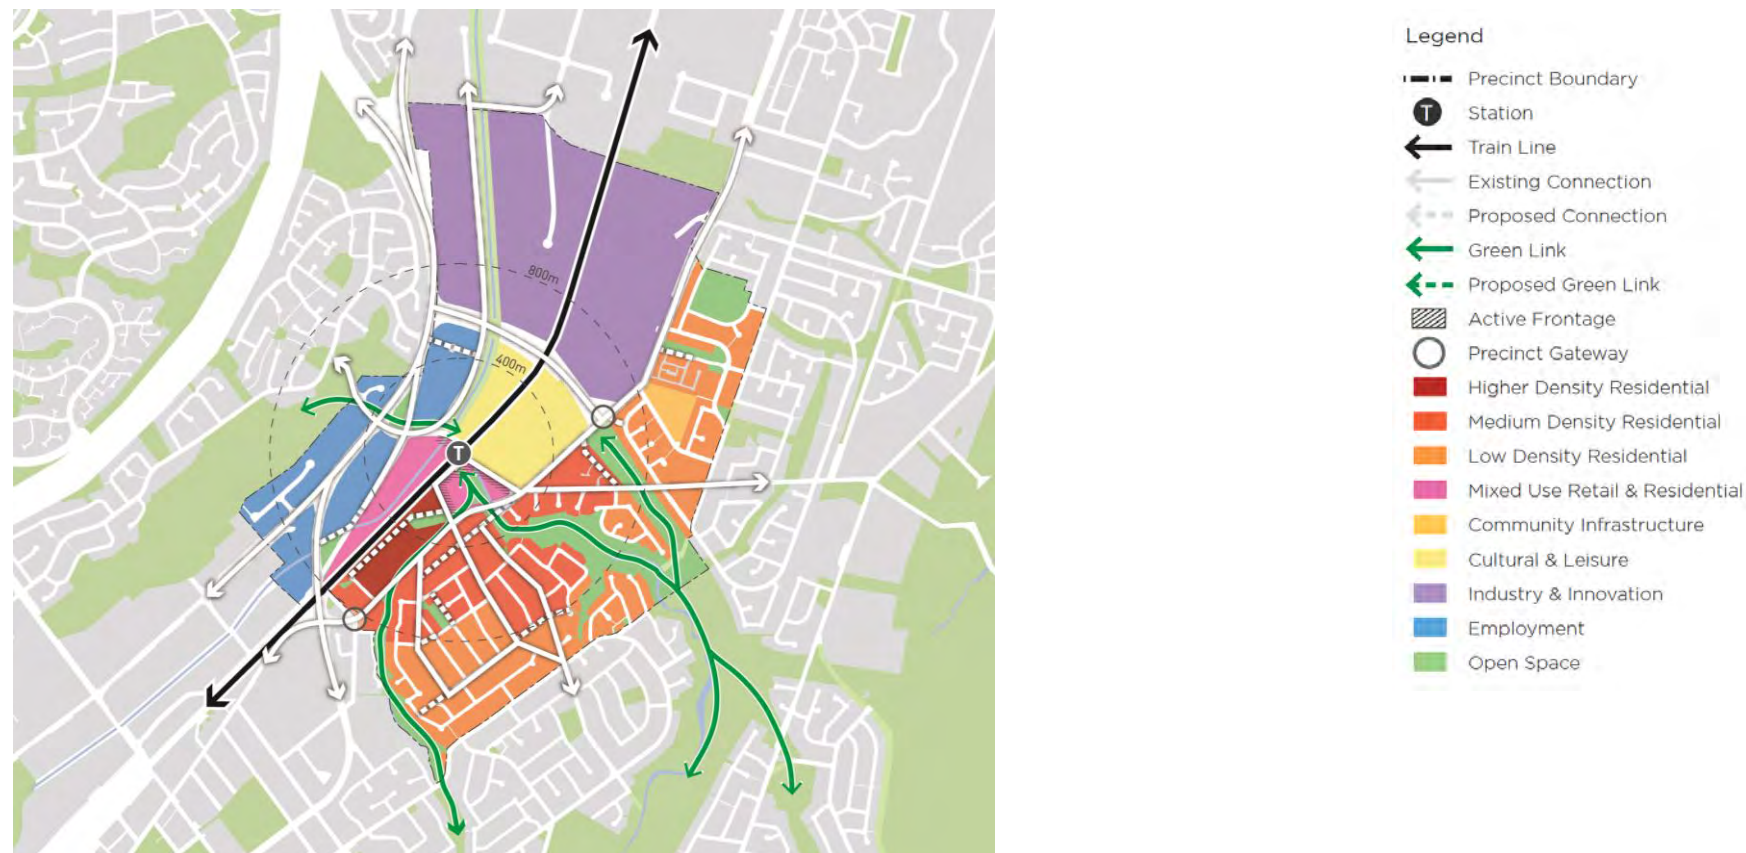 800m
400m
T
Legend
Precinct Boundary
T Station
Train Line
Existing Connection
Proposed Connection
Green Link
Proposed Green Link
Active Frontage
Precinct Gateway
Higher Density Residential
Medium Density Residential
Low Density Residential
Mixed Use Retail & Residential
Community Infrastructure
Cultural & Leisure
Industry & Innovation
Employment
Open Space